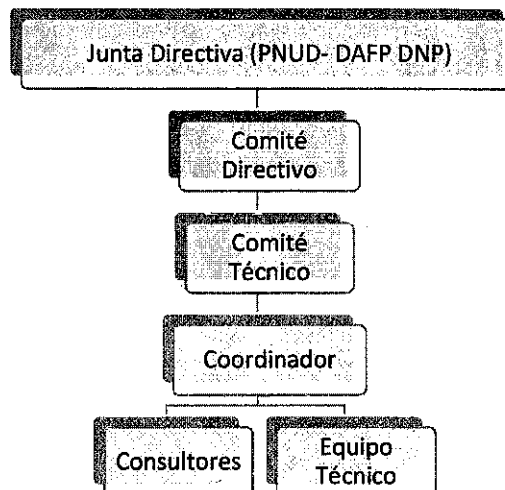 Junta Directiva (PNUD- DAFP DNP)
Comité
Directivo
Comité
Técnico
Coordinador
Consultores
Equipo
Técnico